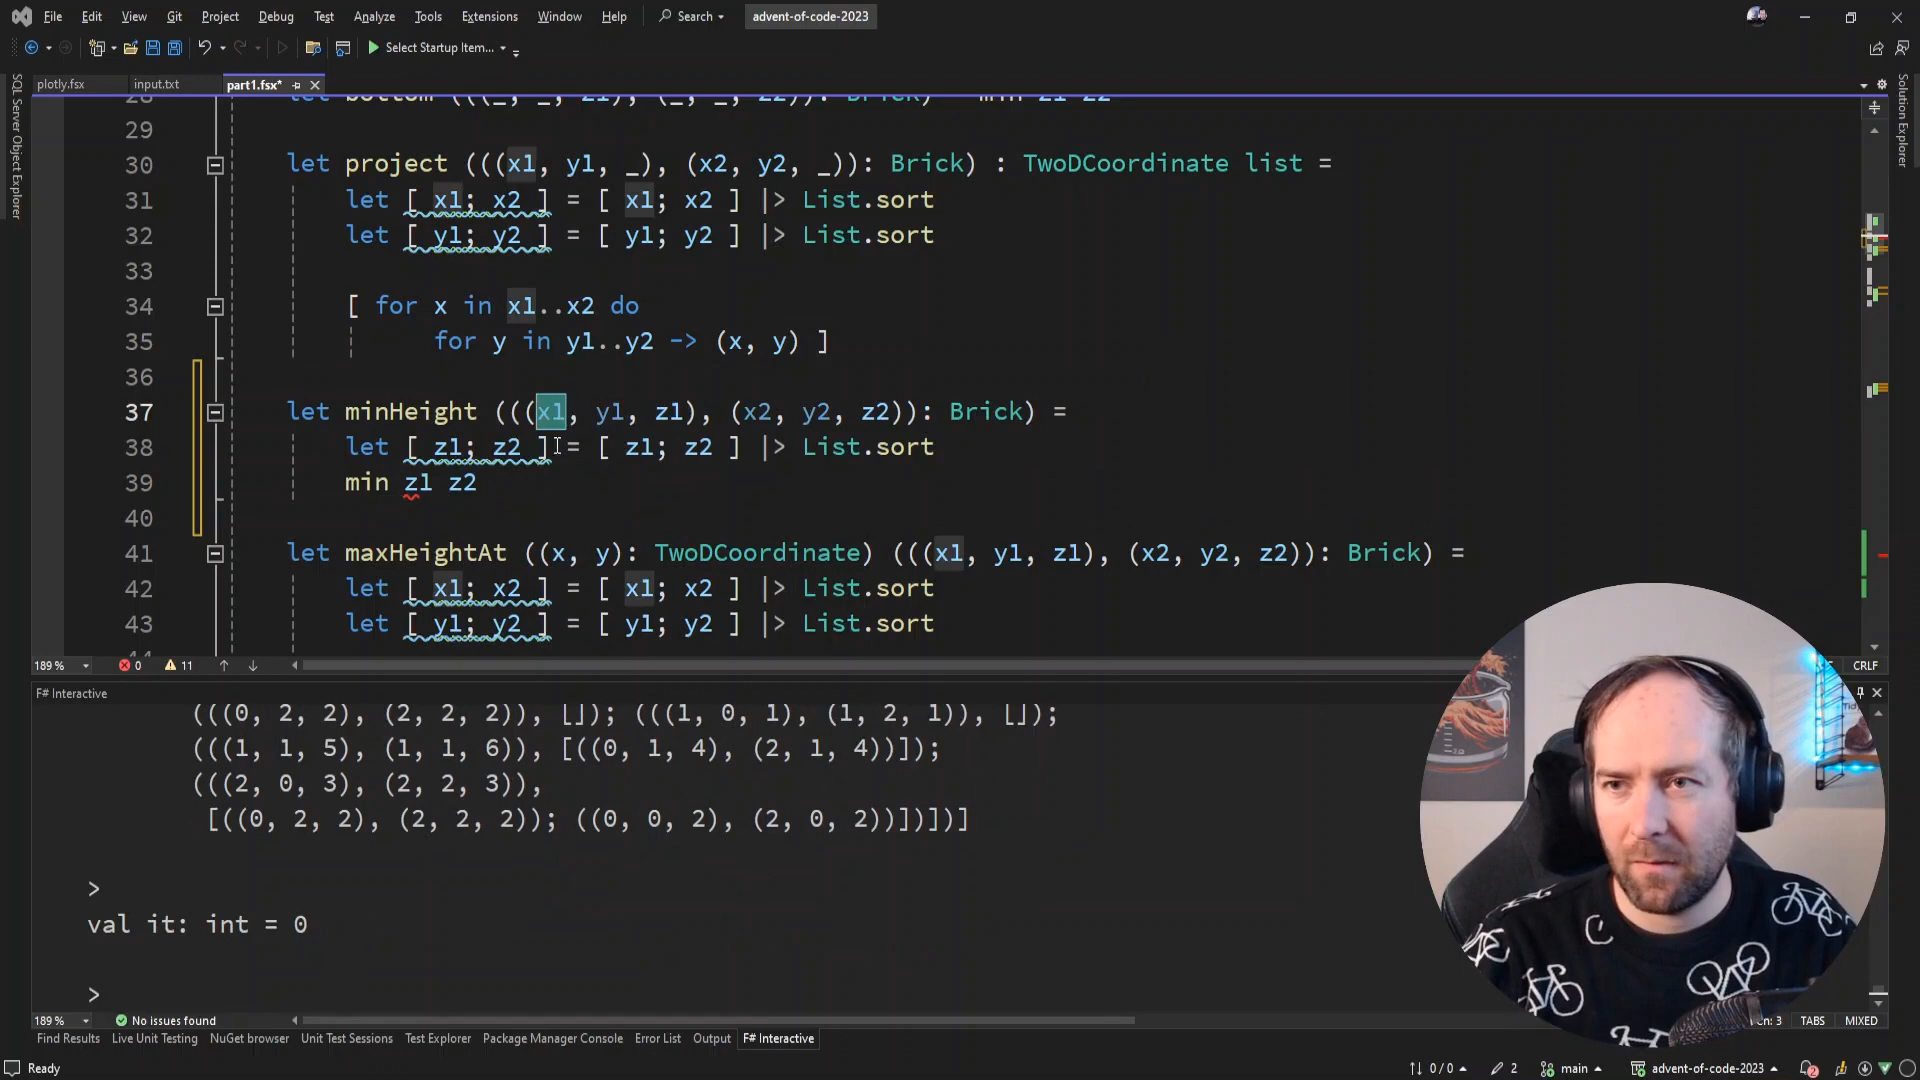 File Edit View Git Project Debug Test Analyze Tools Extensions Window Help Search advent-of-code-2023
Select Startup Item...
plotly.fsx input.txt part1.fsx*
SQL Server Object Explorer
Solution Explorer
29
30 let project (((x1, y1, _), (x2, y2, _)): Brick) : TwoDCoordinate list =
31 let [ x1; x2 ] = [ x1; x2 ] |> List.sort
32 let [ y1; y2 ] = [ y1; y2 ] |> List.sort
33
34 [ for x in x1..x2 do
35 for y in y1..y2 -> (x, y) ]
36
37 let minHeight (((x1, y1, z1), (x2, y2, z2)): Brick) =
38 let [ z1; z2 ] = [ z1; z2 ] |> List.sort
39 min z1 z2
40
41 let maxHeightAt ((x, y): TwoDCoordinate) (((x1, y1, z1), (x2, y2, z2)): Brick) =
42 let [ x1; x2 ] = [ x1; x2 ] |> List.sort
43 let [ y1; y2 ] = [ y1; y2 ] |> List.sort
189 % 0 11 CRLF
F# Interactive
(((0, 2, 2), (2, 2, 2)), []); (((1, 0, 1), (1, 2, 1)), []);
(((1, 1, 5), (1, 1, 6)), [((0, 1, 4), (2, 1, 4))]);
(((2, 0, 3), (2, 2, 3)),
[((0, 2, 2), (2, 2, 2)); ((0, 0, 2), (2, 0, 2))])])]
>
val it: int = 0
>
189 % No issues found Ln: 3 TABS MIXED
Find Results Live Unit Testing NuGet browser Unit Test Sessions Test Explorer Package Manager Console Error List Output F# Interactive
Ready 0 / 0 2 main advent-of-code-2023 2